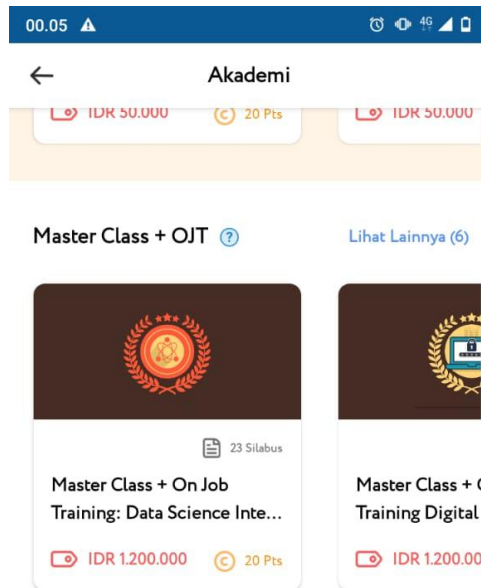 00.05
4G
Akademi
IDR 50.000
20 Pts
IDR 50.000
Master Class + OJT ?
Lihat Lainnya (6)
23 Silabus
Master Class + On Job
Training: Data Science Inte...
IDR 1.200.000
20 Pts
Master Class +
Training Digital
IDR 1.200.00